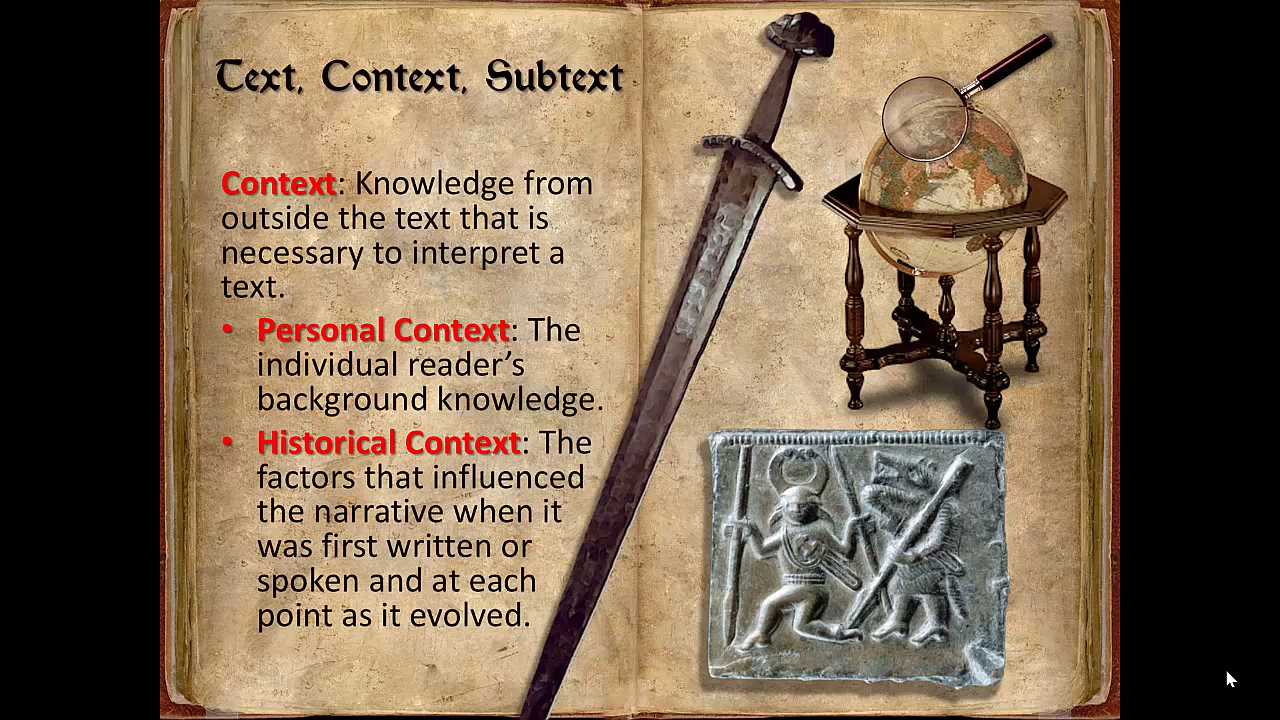 Text, Context, Subtext
Context: Knowledge from
outside the text that is
necessary to interpret a
text.
• Personal Context: The
individual reader’s
background knowledge.
• Historical Context: The
factors that influenced
the narrative when it
was first written or
spoken and at each
point as it evolved.